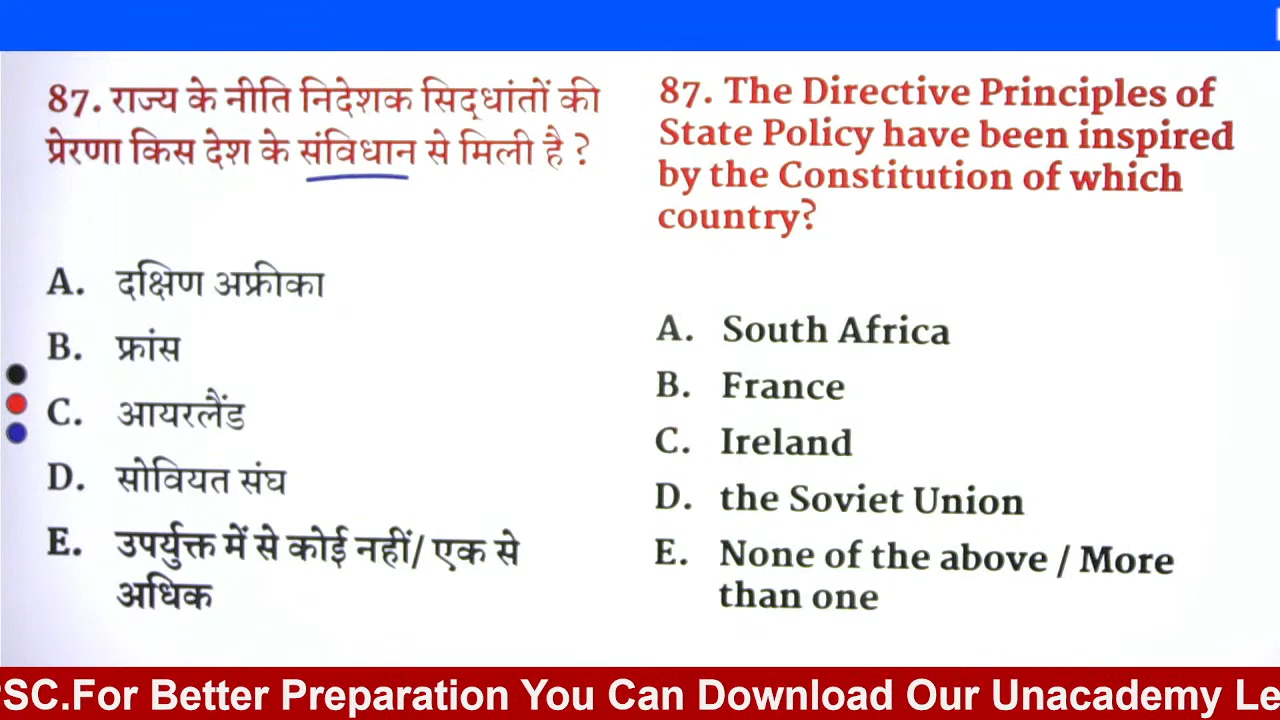 87. राज्य के नीति निदेशक सिद्धांतों की
प्रेरणा किस देश के संविधान से मिली है ?
A. दक्षिण अफ्रीका
B. फ्रांस
C. आयरलैंड
D. सोवियत संघ
E. उपर्युक्त में से कोई नहीं/ एक से
अधिक
87. The Directive Principles of
State Policy have been inspired
by the Constitution of which
country?
A. South Africa
B. France
C. Ireland
D. the Soviet Union
E. None of the above / More
than one
PSC.For Better Preparation You Can Download Our Unacademy Le